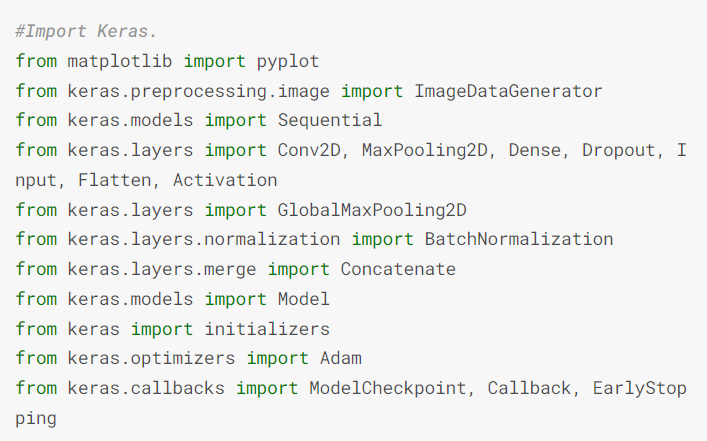 #Import Keras.
from matplotlib import pyplot
from keras.preprocessing.image import ImageDataGenerator
from keras.models import Sequential
from keras.layers import Conv2D, MaxPooling2D, Dense, Dropout, I
nput, Flatten, Activation
from keras.layers import GlobalMaxPooling2D
from keras.layers.normalization import BatchNormalization
from keras.layers.merge import Concatenate
from keras.models import Model
from keras import initializers
from keras.optimizers import Adam
from keras.callbacks import ModelCheckpoint, Callback, EarlyStop
ping